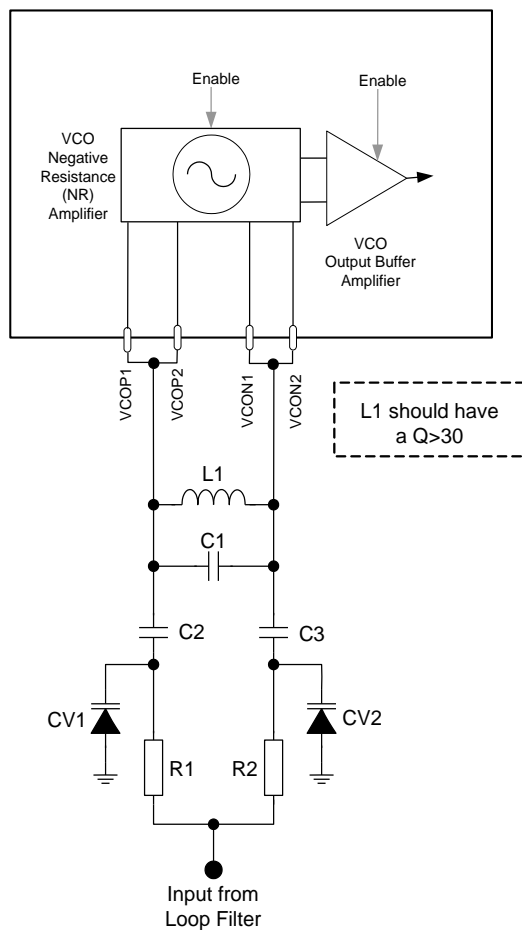 Enable
Enable
VCO
Negative
Resistance
(NR)
Amplifier
VCO
Output Buffer
Amplifier
VCOP1
VCOP2
VCON1
VCON2
L1 should have
a Q>30
L1
C1
C2
C3
CV1
CV2
R1
R2
Input from
Loop Filter